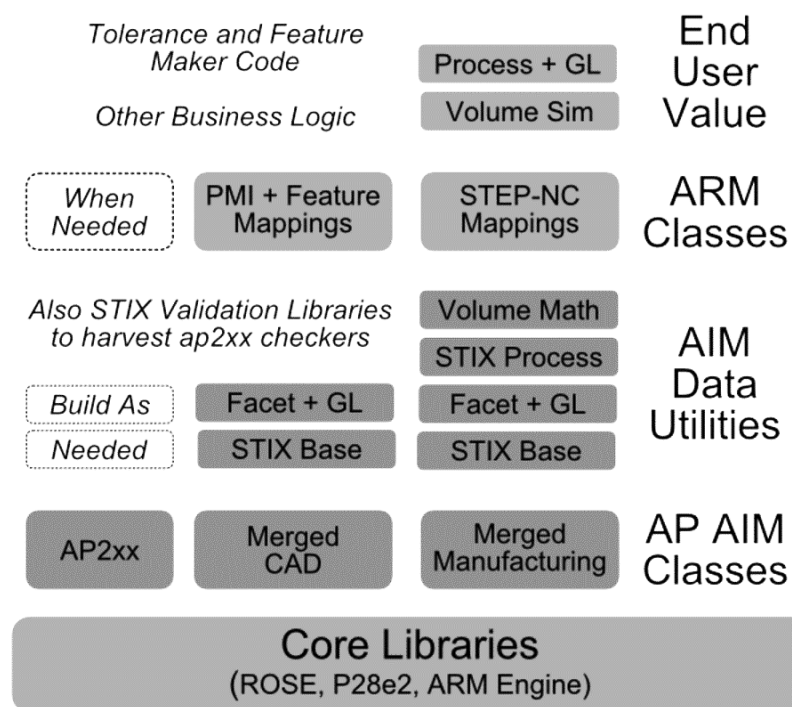 Tolerance and Feature
Maker Code
Process + GL
End
User
Value
Other Business Logic
Volume Sim
When
Needed
PMI + Feature
Mappings
STEP-NC
Mappings
ARM
Classes
Also STIX Validation Libraries
to harvest ap2xx checkers
Volume Math
STIX Process
AIM
Data
Utilities
Build As
Facet + GL
Facet + GL
Needed
STIX Base
STIX Base
AP2xx
Merged
CAD
Merged
Manufacturing
AP AIM
Classes
Core Libraries
(ROSE, P28e2, ARM Engine)